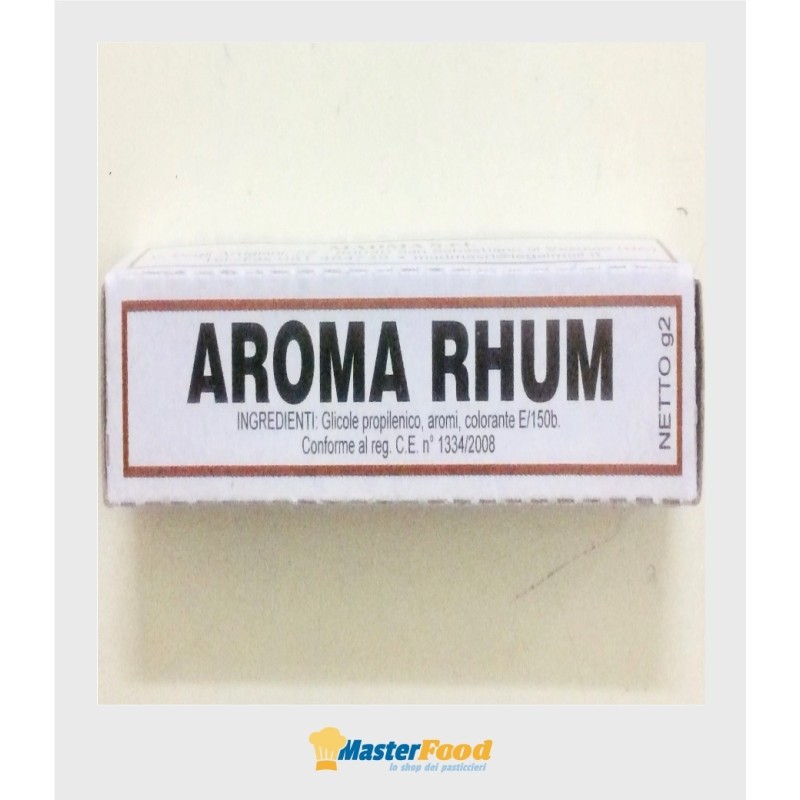 AROMA RHUM
INGREDIENTI: Glicole propilenico, aromi, colorante E/150b.
Conforme al reg. C.E. n° 1334/2008
NETTO g2
MasterFood
lo shop dei pasticcieri